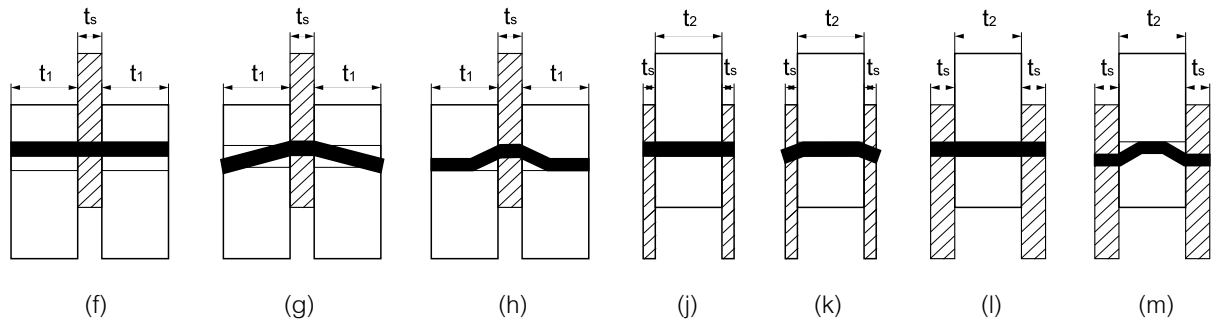 ts ts ts t2 t2 t2 t2
t1 t1 t1 t1 t1 t1 ts ts ts ts ts ts ts ts
(f) (g) (h) (j) (k) (l) (m)